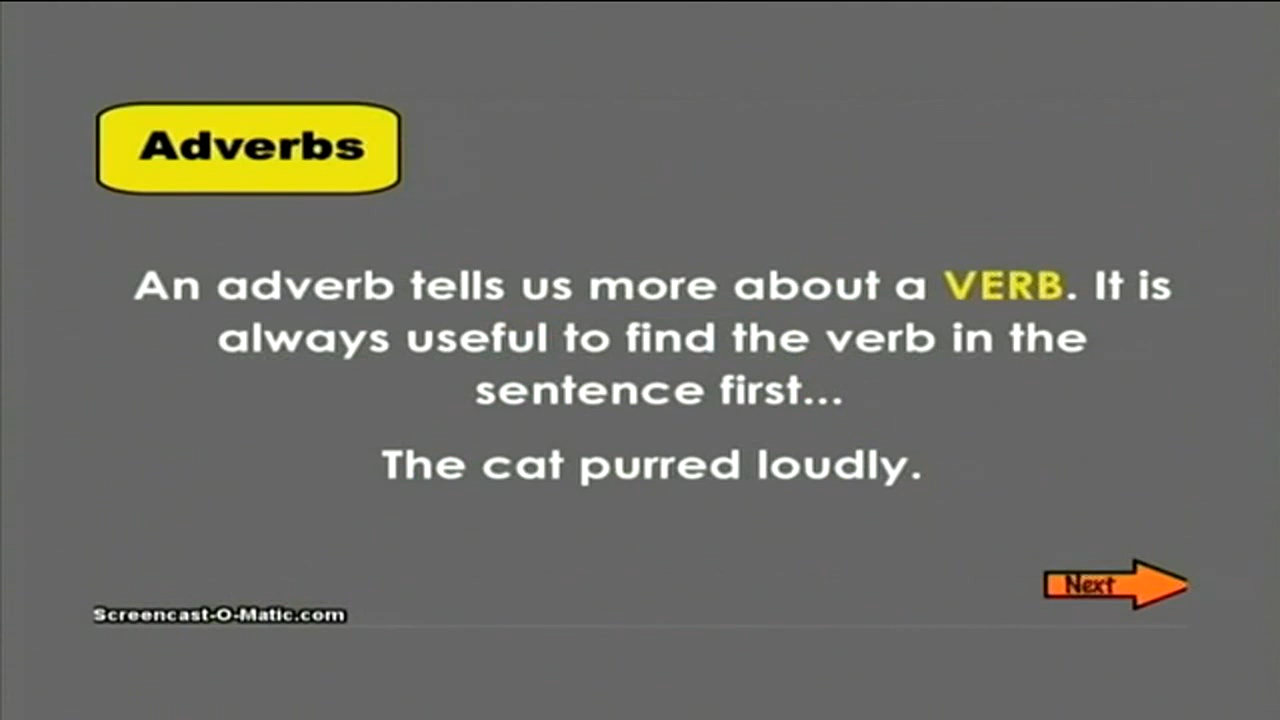 Adverbs
An adverb tells us more about a VERB. It is
always useful to find the verb in the
sentence first...
The cat purred loudly.
Next
Screencast-O-Matic.com